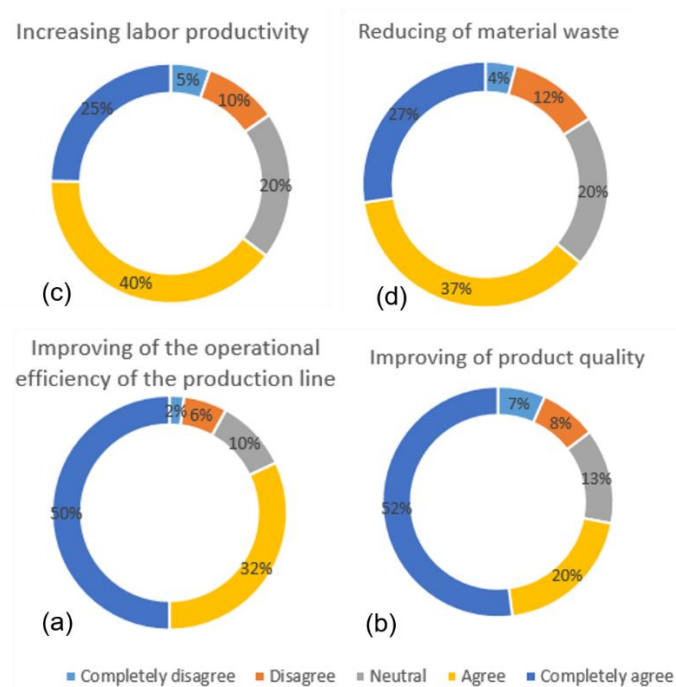 Increasing labor productivity
5%
10%
25%
20%
40%
(c)
Reducing of material waste
4%
12%
27%
20%
37%
(d)
Improving of the operational
efficiency of the production line
2%
6%
10%
50%
32%
(a)
Improving of product quality
7%
8%
13%
52%
20%
(b)
Completely disagree Disagree Neutral Agree Completely agree